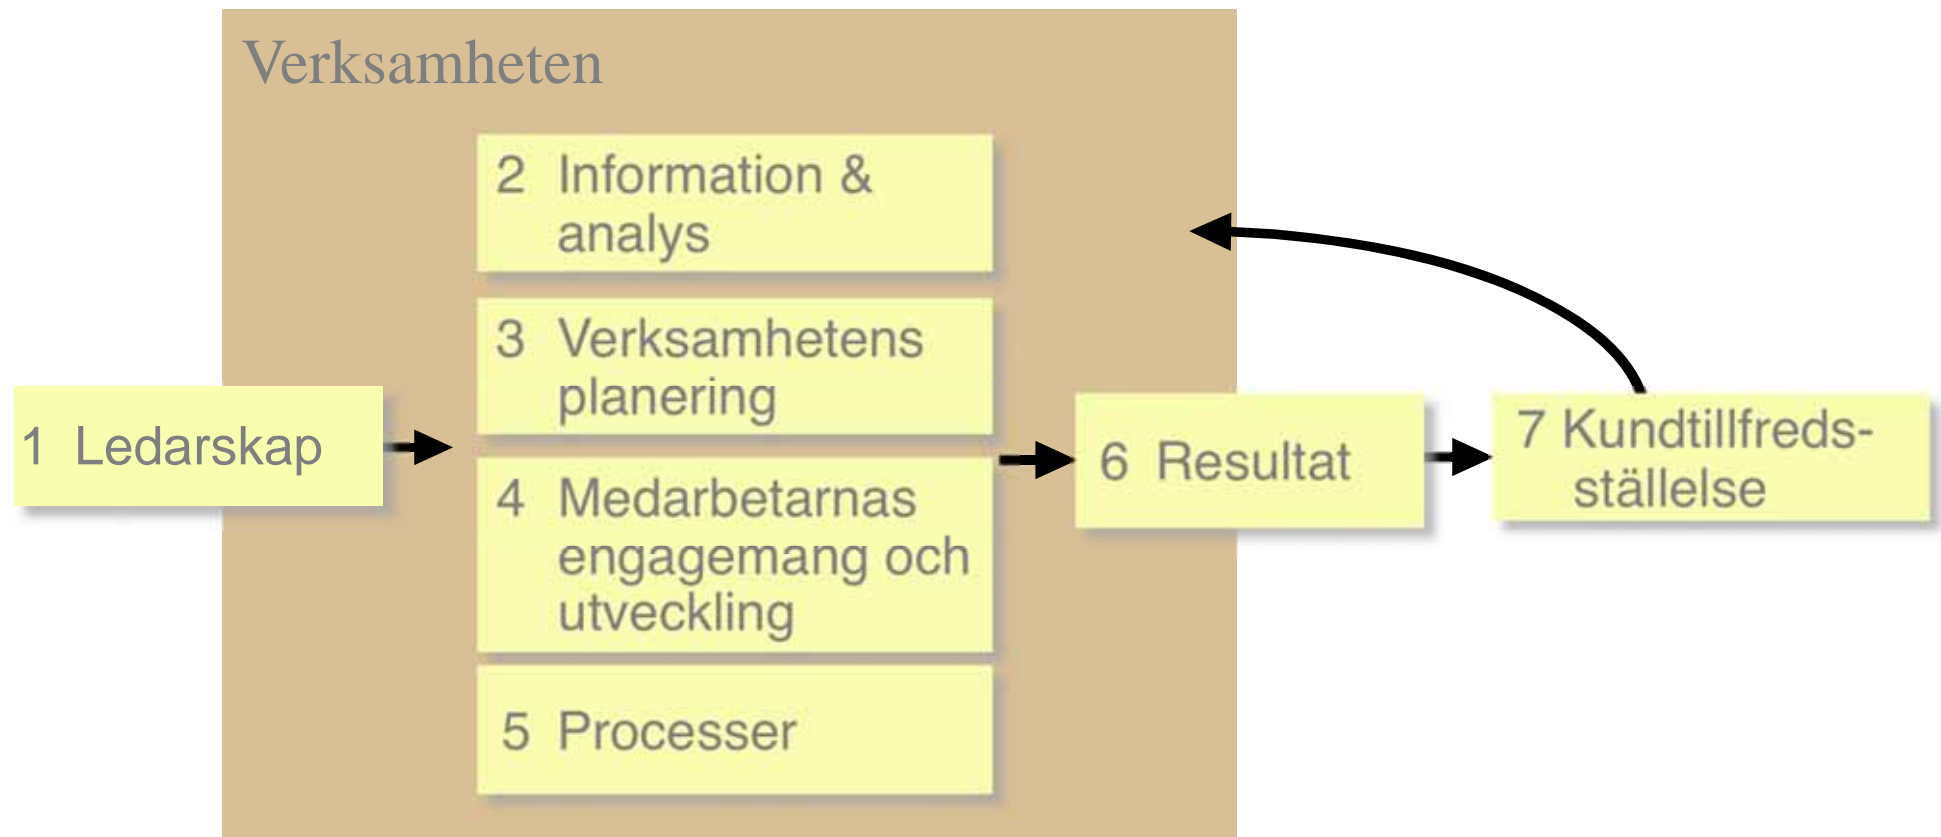 Verksamheten
1 Ledarskap
2 Information &
analys
3 Verksamhetens
planering
4 Medarbetarnas
engagemang och
utveckling
5 Processer
6 Resultat
7 Kundtillfreds-
ställelse